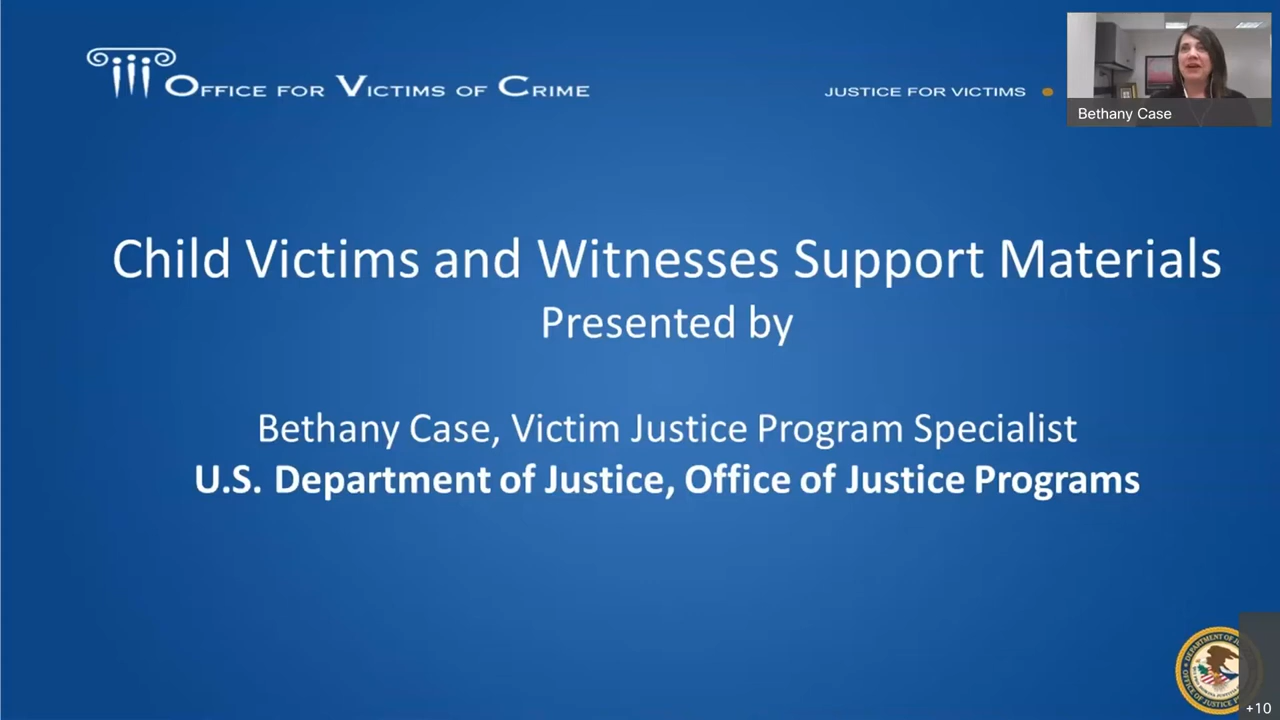 OFFICE FOR VICTIMS OF CRIME
JUSTICE FOR VICTIMS
Bethany Case
Child Victims and Witnesses Support Materials
Presented by
Bethany Case, Victim Justice Program Specialist
U.S. Department of Justice, Office of Justice Programs
+10